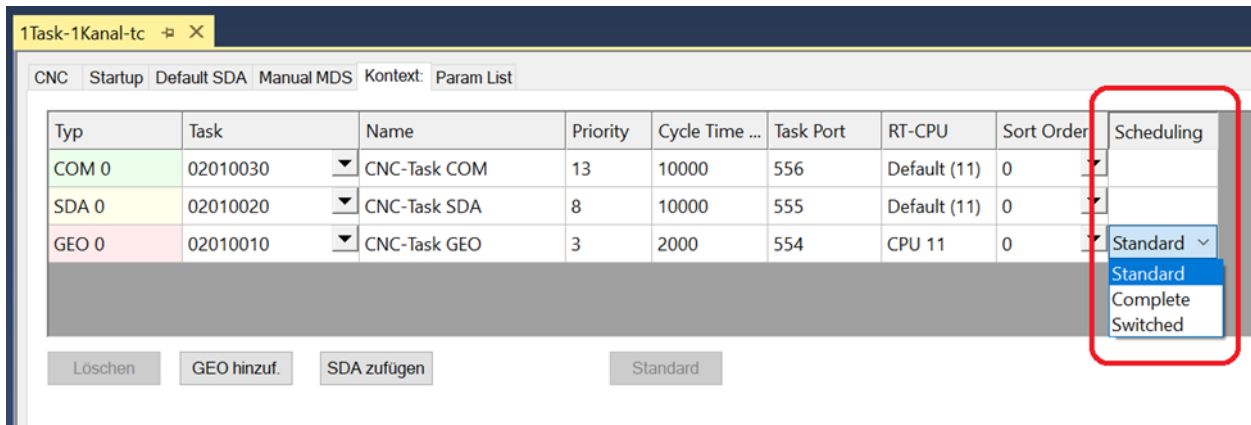 1Task-1Kanal-tc
CNC Startup Default SDA Manual MDS Kontext: Param List
Typ Task Name Priority Cycle Time ... Task Port RT-CPU Sort Order Scheduling
COM 0 02010030 CNC-Task COM 13 10000 556 Default (11) 0
SDA 0 02010020 CNC-Task SDA 8 10000 555 Default (11) 0
GEO 0 02010010 CNC-Task GEO 3 2000 554 CPU 11 0 Standard
Standard
Complete
Switched
Löschen GEO hinzuf. SDA zufügen Standard